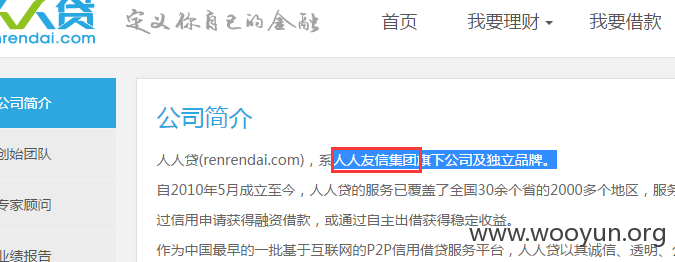 人人贷 定义你自己的金融 首页 我要理财 我要借款
renrendai.com
公司简介
创始团队
专家顾问
业绩报告
公司简介
人人贷(renrendai.com)，系人人友信集团旗下公司及独立品牌。
自2010年5月成立至今，人人贷的服务已覆盖了全国30余个省的2000多个地区，服务
过信用申请获得融资借款，或通过自主出借获得稳定收益。
作为中国最早的一批基于互联网的P2P信用借贷服务平台，人人贷以其诚信、透明、公
www.wooyun.org